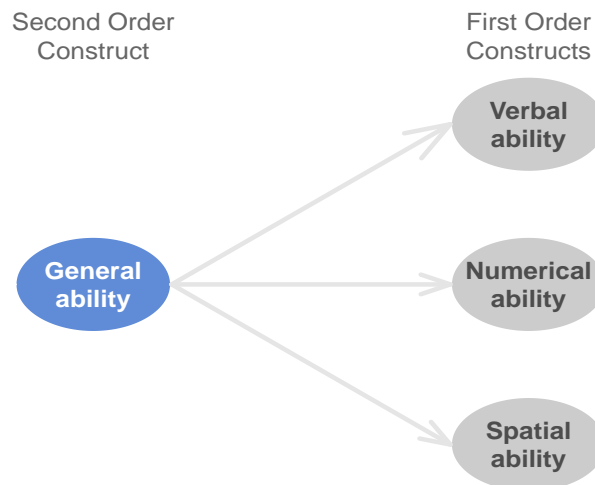 Second Order
Construct
First Order
Constructs
Verbal
ability
General
ability
Numerical
ability
Spatial
ability